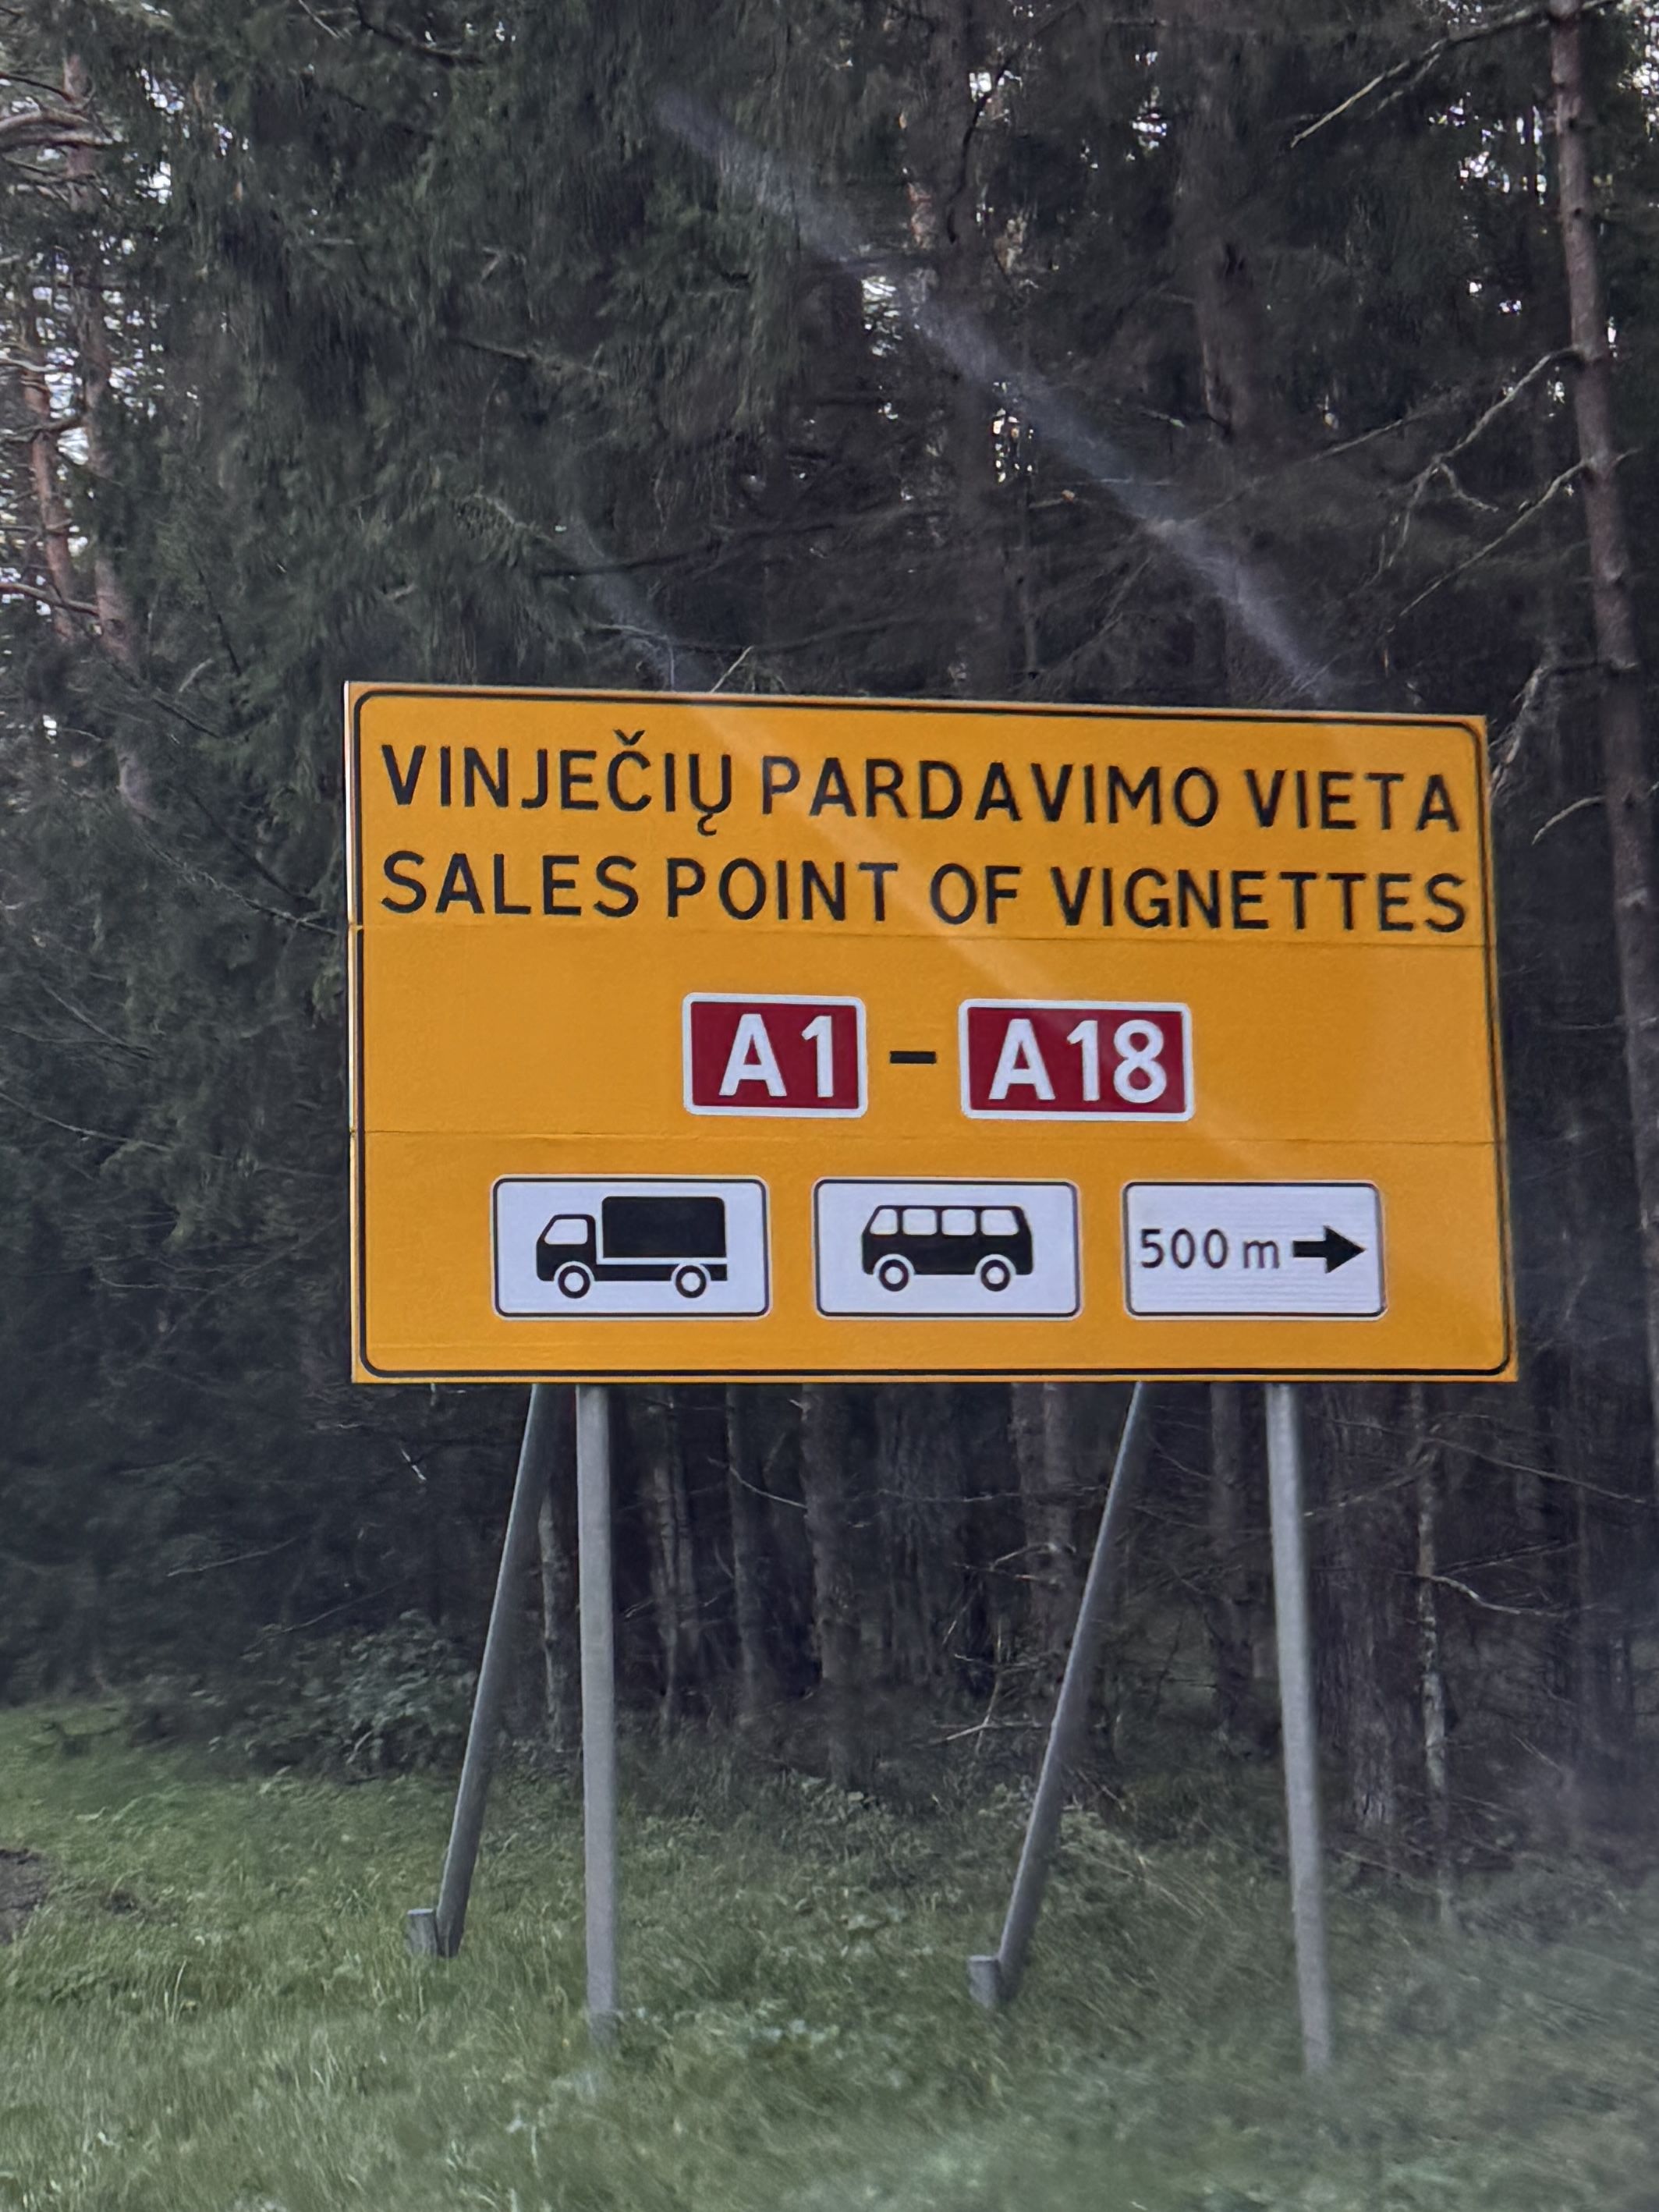 VINJEČIŲ PARDAVIMO VIETA
SALES POINT OF VIGNETTES
A1 – A18
500 m →